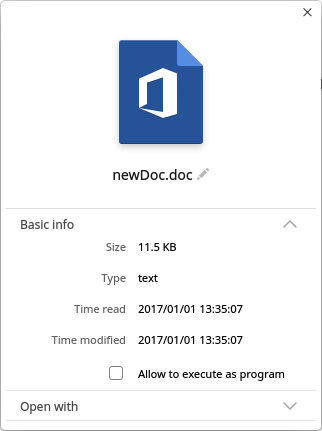 newDoc.doc
Basic info
Size 11.5 KB
Type text
Time read 2017/01/01 13:35:07
Time modified 2017/01/01 13:35:07
Allow to execute as program
Open with